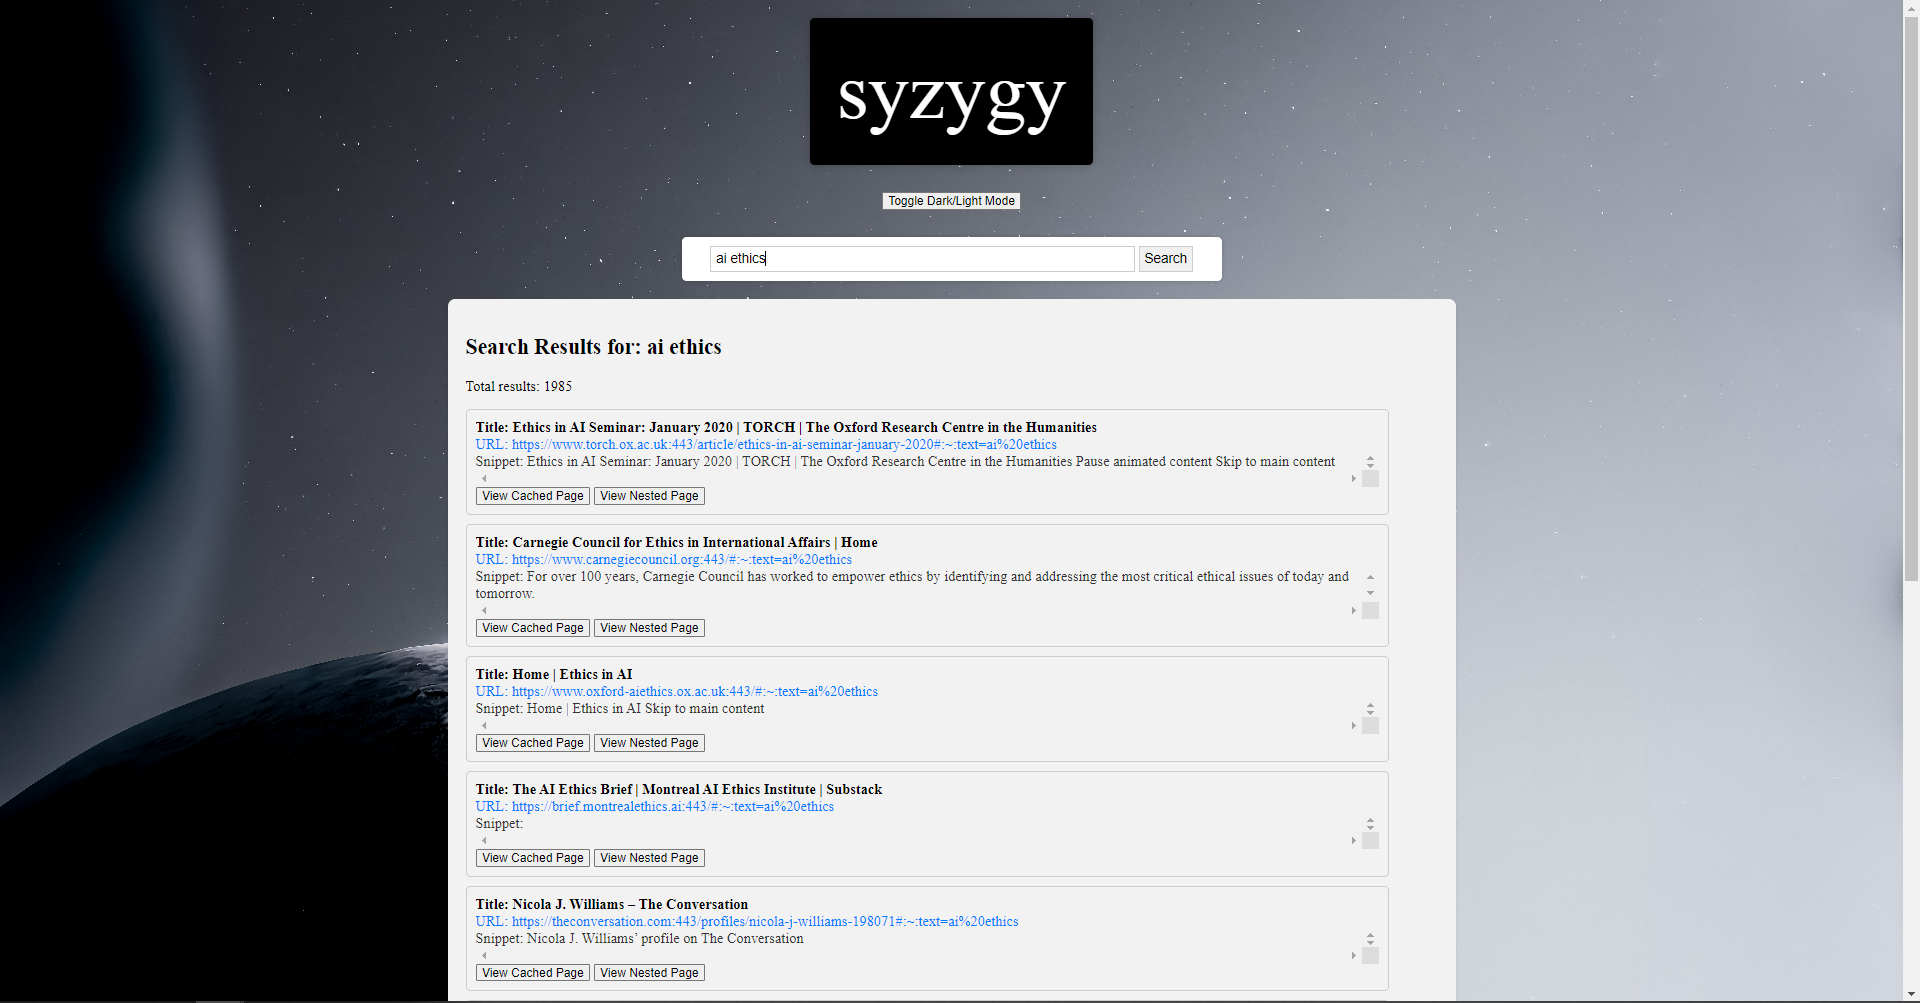 syzygy
Toggle Dark/Light Mode
ai ethics Search
Search Results for: ai ethics
Total results: 1985
Title: Ethics in AI Seminar: January 2020 | TORCH | The Oxford Research Centre in the Humanities
URL: https://www.torch.ox.ac.uk:443/article/ethics-in-ai-seminar-january-2020#:~:text=ai%20ethics
Snippet: Ethics in AI Seminar: January 2020 | TORCH | The Oxford Research Centre in the Humanities Pause animated content Skip to main content
View Cached Page View Nested Page
Title: Carnegie Council for Ethics in International Affairs | Home
URL: https://www.carnegiecouncil.org:443/#:~:text=ai%20ethics
Snippet: For over 100 years, Carnegie Council has worked to empower ethics by identifying and addressing the most critical ethical issues of today and
tomorrow.
View Cached Page View Nested Page
Title: Home | Ethics in AI
URL: https://www.oxford-aiethics.ox.ac.uk:443/#:~:text=ai%20ethics
Snippet: Home | Ethics in AI Skip to main content
View Cached Page View Nested Page
Title: The AI Ethics Brief | Montreal AI Ethics Institute | Substack
URL: https://brief.montrealethics.ai:443/#:~:text=ai%20ethics
Snippet:
View Cached Page View Nested Page
Title: Nicola J. Williams – The Conversation
URL: https://theconversation.com:443/profiles/nicola-j-williams-198071#:~:text=ai%20ethics
Snippet: Nicola J. Williams’ profile on The Conversation
View Cached Page View Nested Page